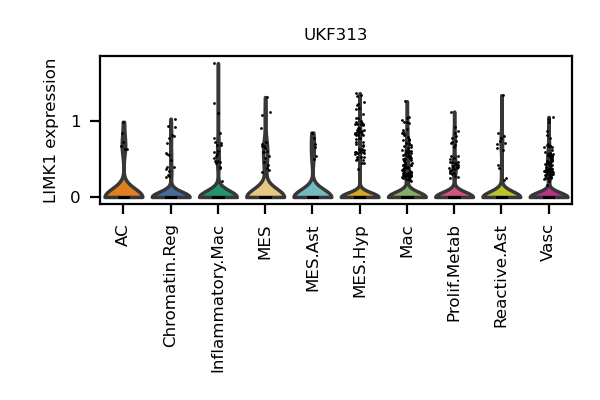 UKF313
LIMK1 expression
1
0
AC
Chromatin.Reg
Inflammatory.Mac
MES
MES.Ast
MES.Hyp
Mac
Prolif.Metab
Reactive.Ast
Vasc